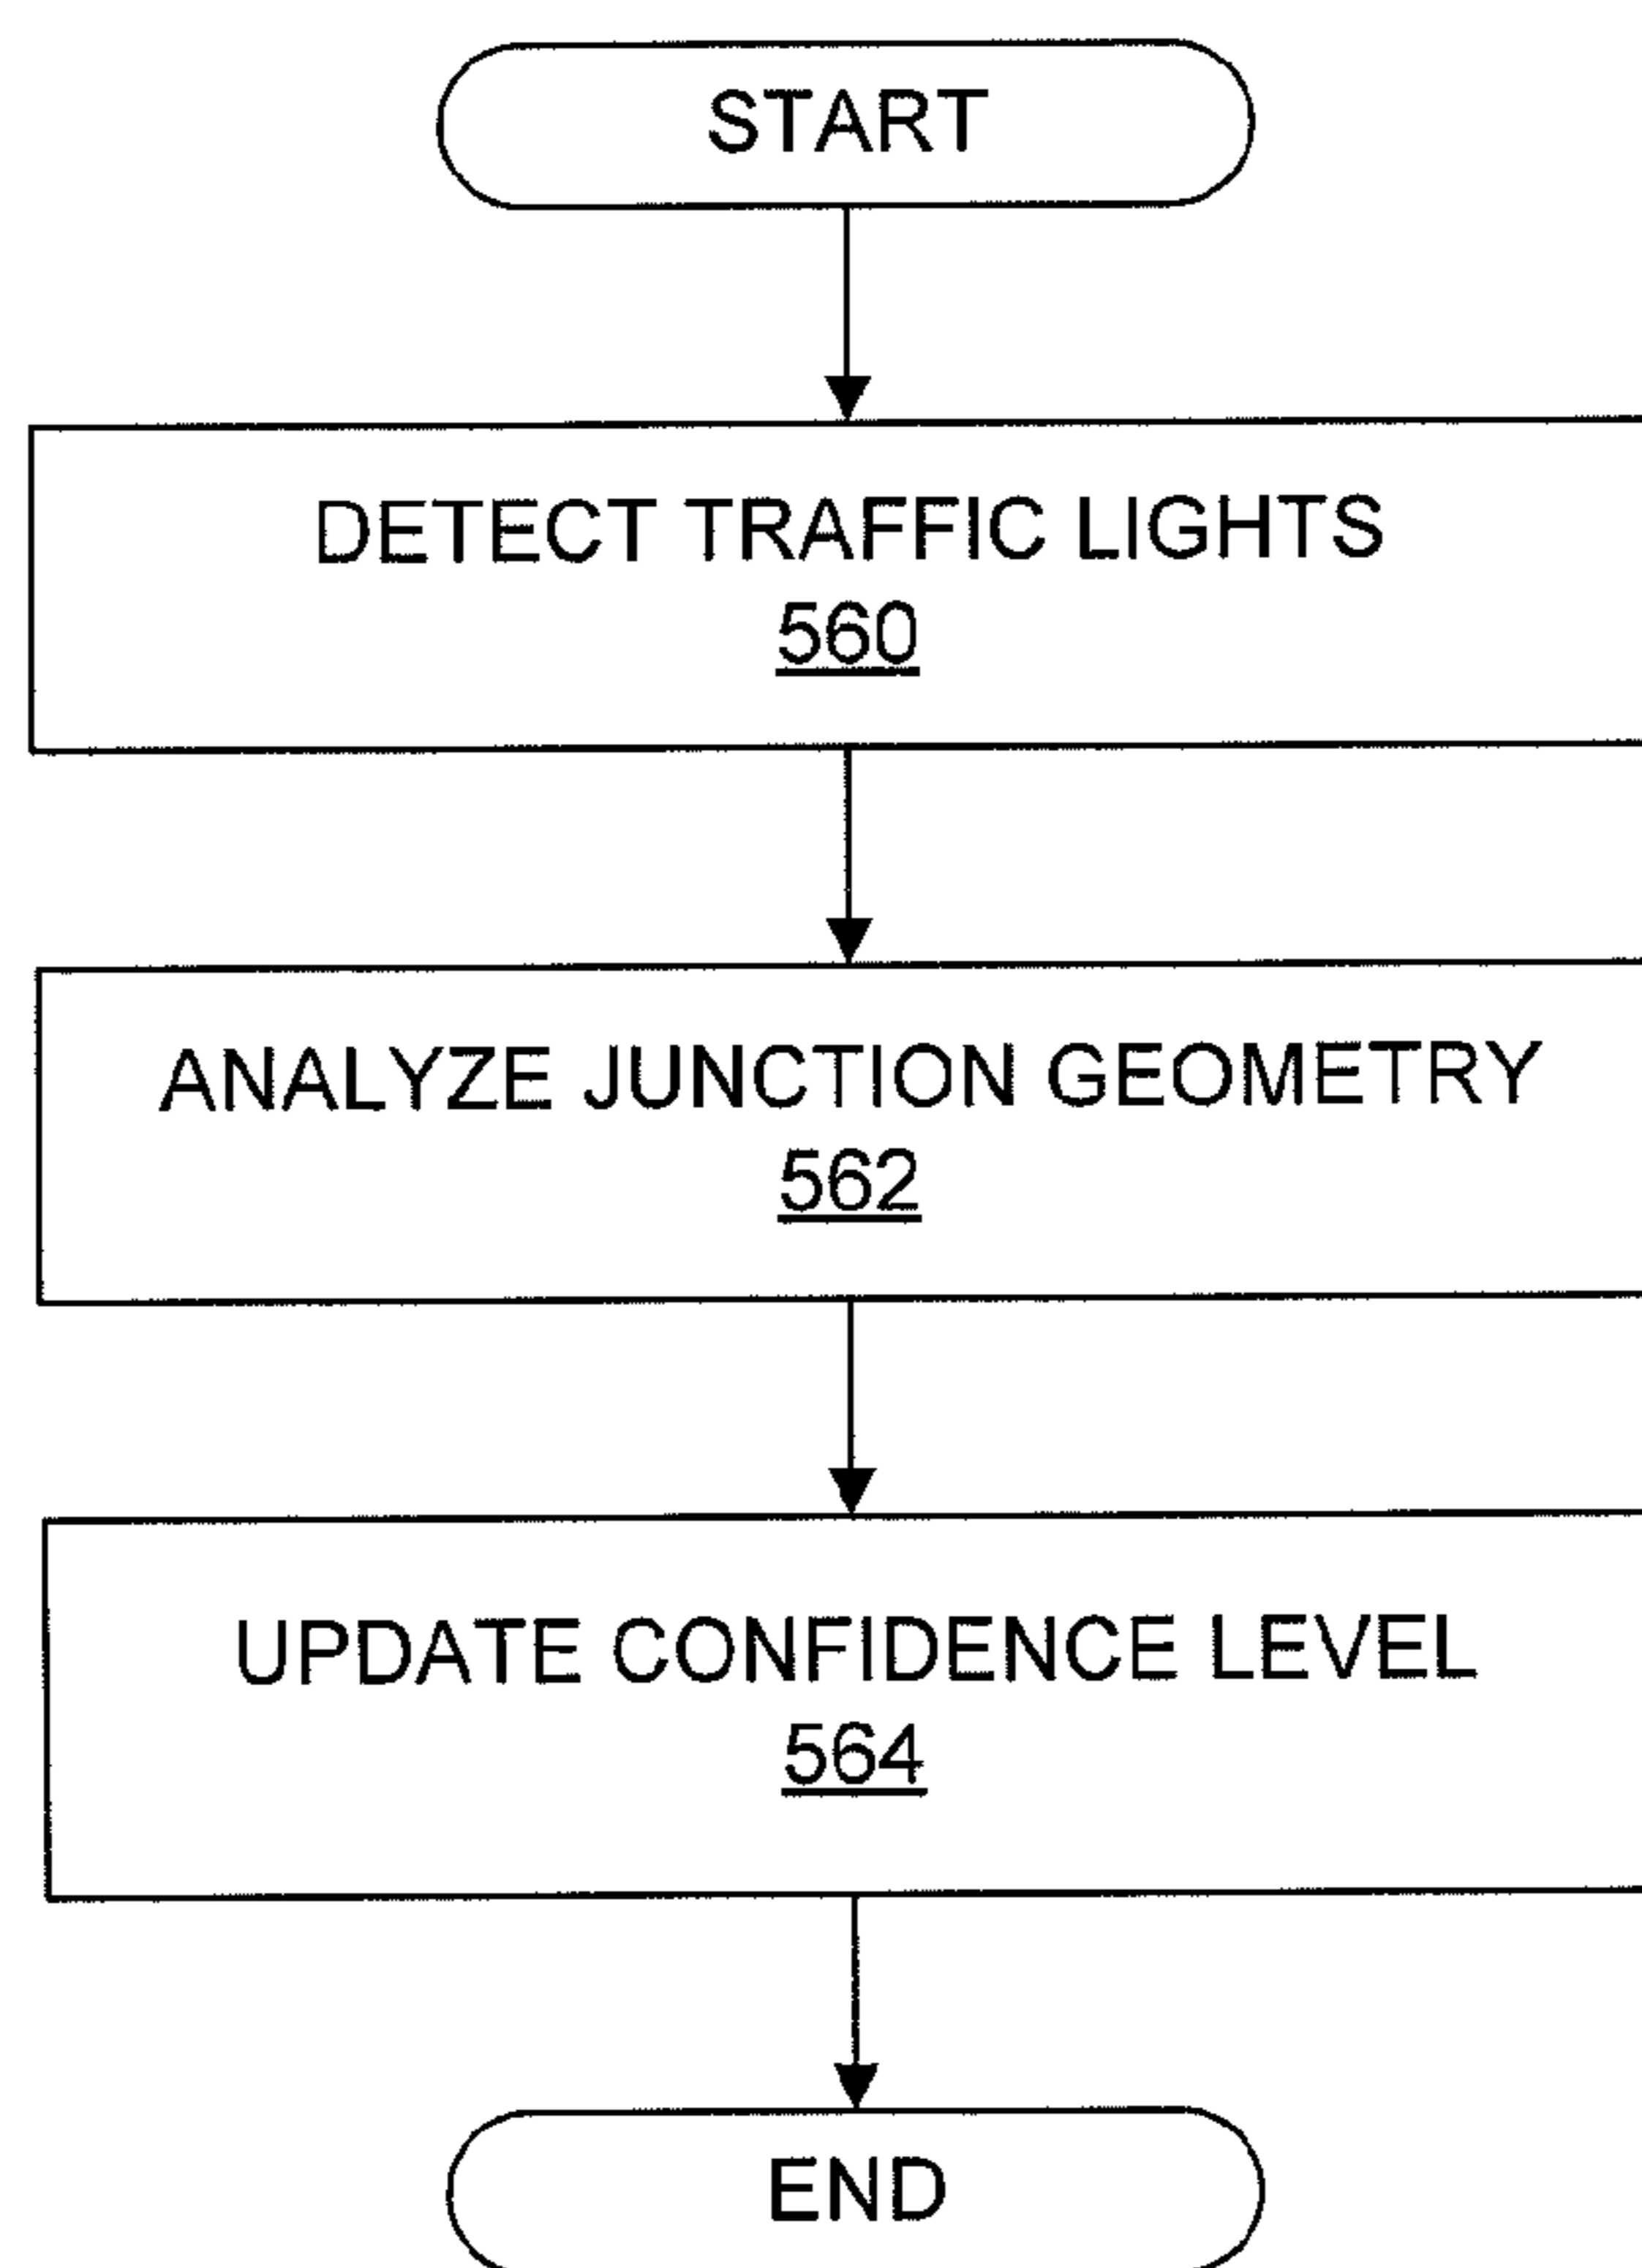 START
DETECT TRAFFIC LIGHTS
560
ANALYZE JUNCTION GEOMETRY
562
UPDATE CONFIDENCE LEVEL
564
END